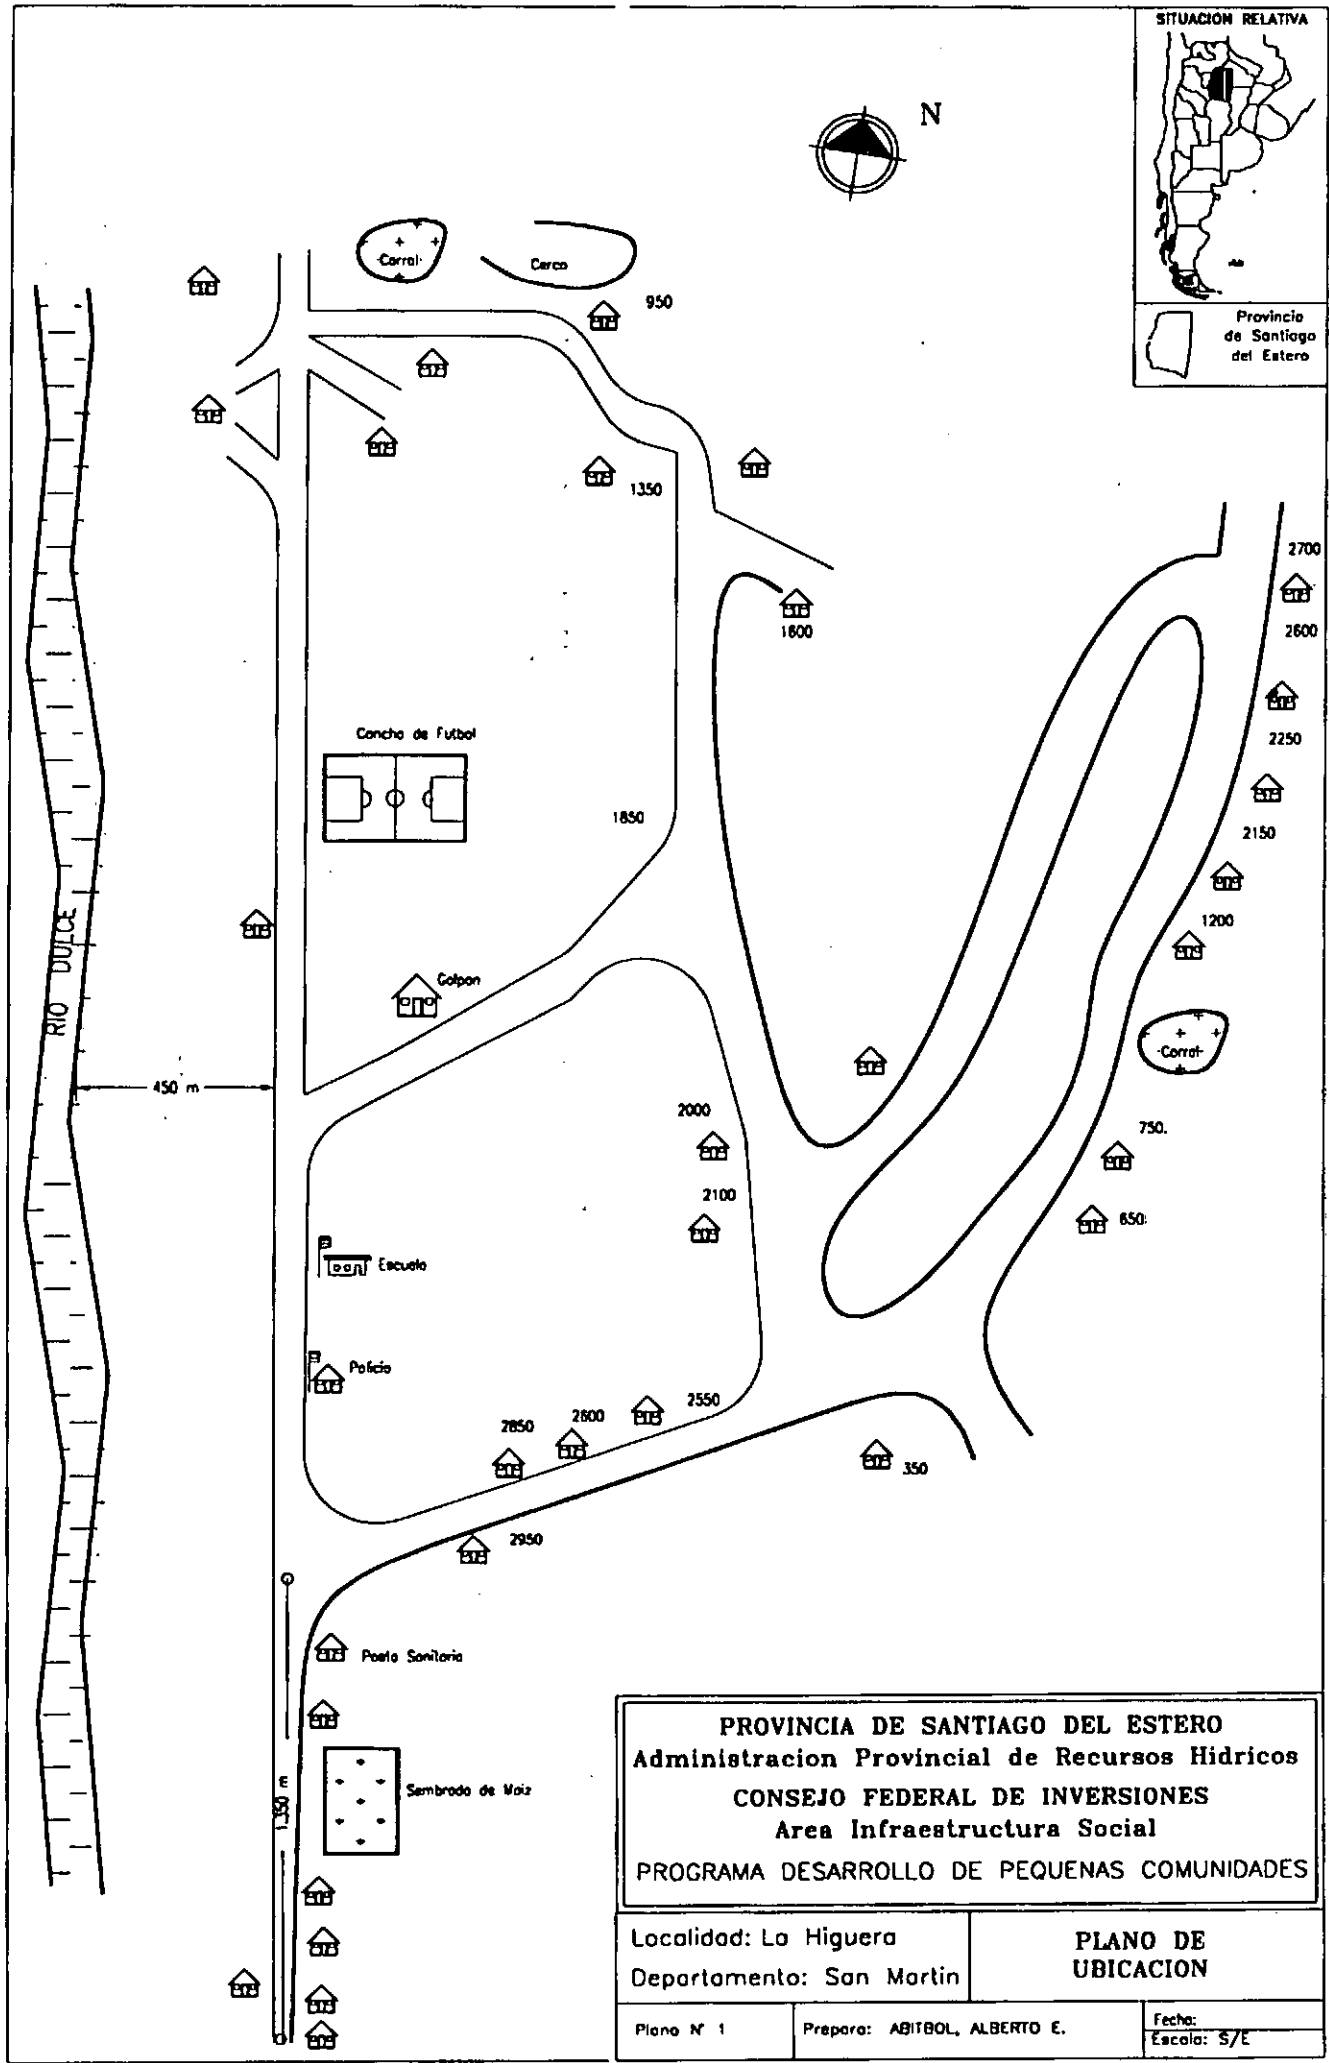 SITUACION RELATIVA
N
Provincia
de Santiago
del Estero
Corral
Cerco
950
1350
2700
1600
2600
2250
2150
1200
Cancha de Futbol
1850
RIO DULCE
Galpon
450 m
Corral
2000
750.
2100
650
Escuela
Policia
2550
2600
2850
350
2950
Posta Sanitaria
1.350 m
Sembrado de Maiz
PROVINCIA DE SANTIAGO DEL ESTERO
Administracion Provincial de Recursos Hidricos
CONSEJO FEDERAL DE INVERSIONES
Area Infraestructura Social
PROGRAMA DESARROLLO DE PEQUENAS COMUNIDADES
Localidad: La Higuera
Departamento: San Martin
PLANO DE
UBICACION
Plano N° 1
Preparo: ABITBOL, ALBERTO E.
Fecha:
Escala: S/E